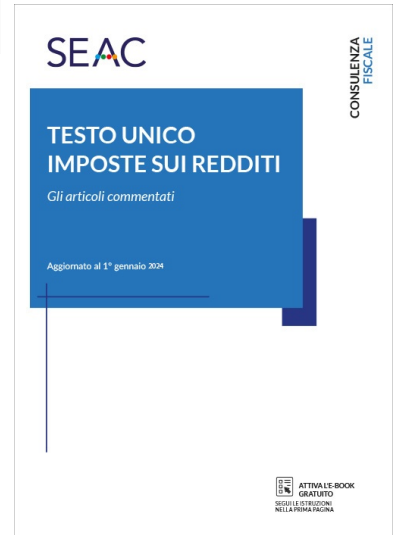 SEAC
CONSULENZA
FISCALE
TESTO UNICO
IMPOSTE SUI REDDITI
Gli articoli commentati
Aggiornato al 1° gennaio 2024
ATTIVA L'E-BOOK
GRATUITO
SEGUI LE ISTRUZIONI
NELLA PRIMA PAGINA